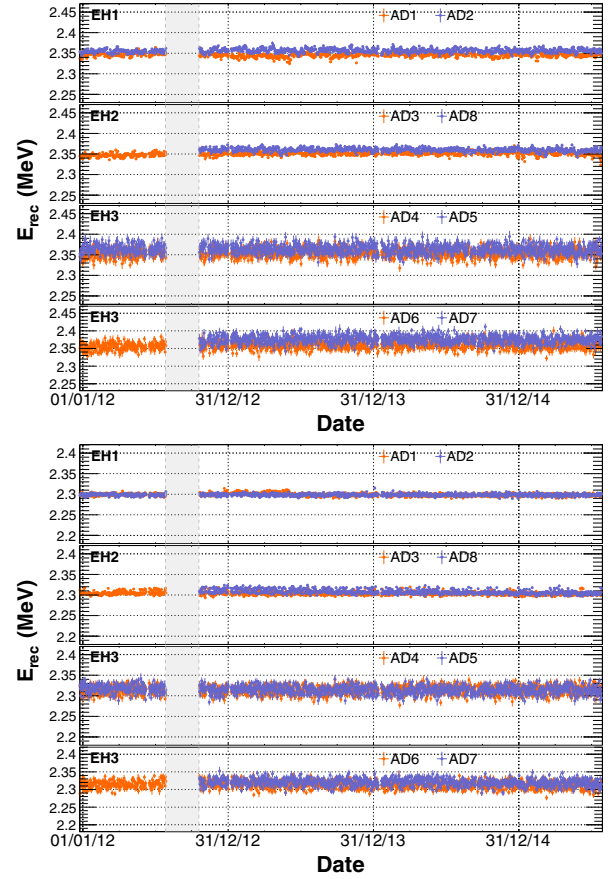 2.45
EH1
AD1 AD2
2.4
2.35
2.3
2.25
2.45
EH2
AD3 AD8
2.4
2.35
2.3
2.25
E_rec (MeV)
2.45
EH3
AD4 AD5
2.4
2.35
2.3
2.25
2.45
EH3
AD6 AD7
2.4
2.35
2.3
2.25
01/01/12 31/12/12 31/12/13 31/12/14
Date
EH1
AD1 AD2
2.4
2.35
2.3
2.25
2.2
EH2
AD3 AD8
2.4
2.35
2.3
2.25
2.2
E_rec (MeV)
EH3
AD4 AD5
2.4
2.35
2.3
2.25
2.2
EH3
AD6 AD7
2.4
2.35
2.3
2.25
2.2
01/01/12 31/12/12 31/12/13 31/12/14
Date